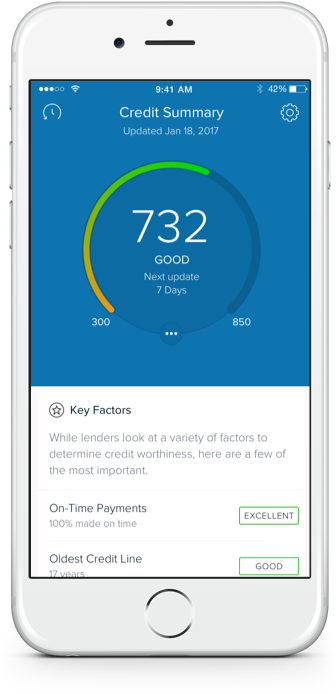 9:41 AM
42%
Credit Summary
Updated Jan 18, 2017
732
GOOD
Next update
7 Days
300
850
Key Factors
While lenders look at a variety of factors to
determine credit worthiness, here are a few of
the most important.
On-Time Payments
100% made on time
EXCELLENT
Oldest Credit Line
17 years
GOOD